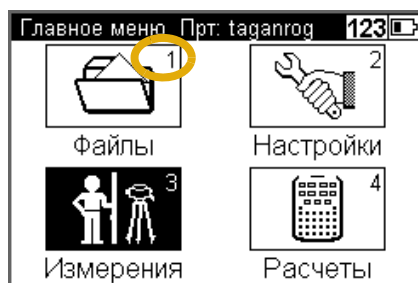 Главное меню Прт: taganrog 123
1
2
Файлы
Настройки
3
4
Измерения
Расчеты